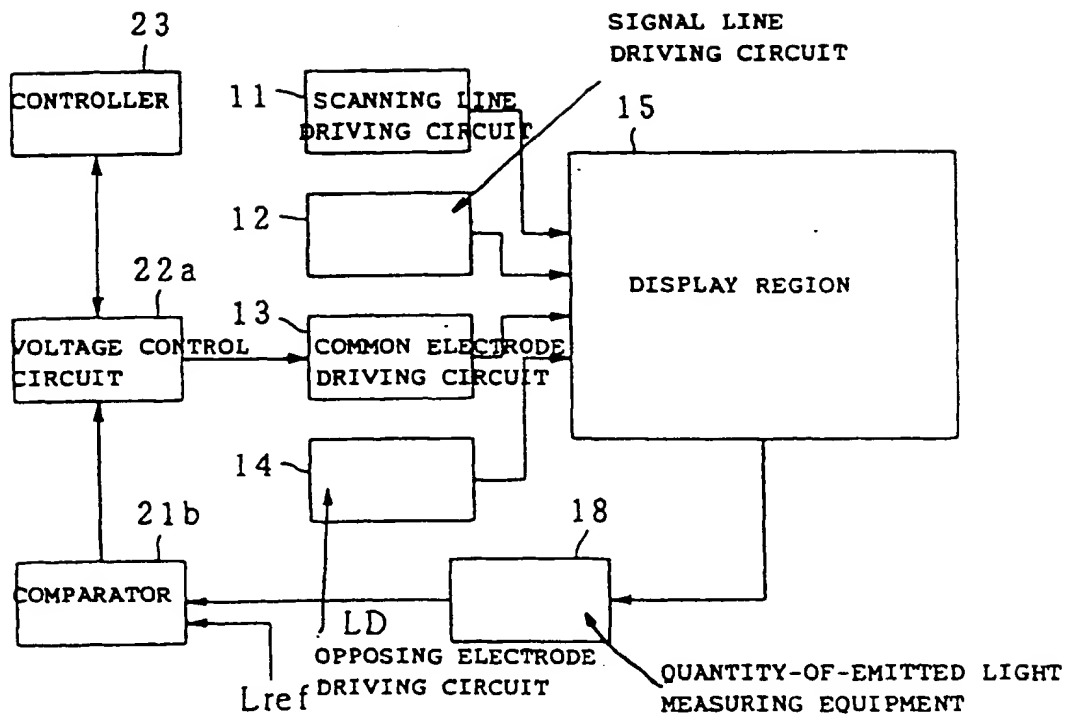 23
SIGNAL LINE
DRIVING CIRCUIT
CONTROLLER
11
SCANNING LINE
DRIVING CIRCUIT
15
12
DISPLAY REGION
22a
VOLTAGE CONTROL
CIRCUIT
13
COMMON ELECTRODE
DRIVING CIRCUIT
14
21b
18
COMPARATOR
LD
Lref
OPPOSING ELECTRODE
DRIVING CIRCUIT
QUANTITY-OF-EMITTED LIGHT
MEASURING EQUIPMENT